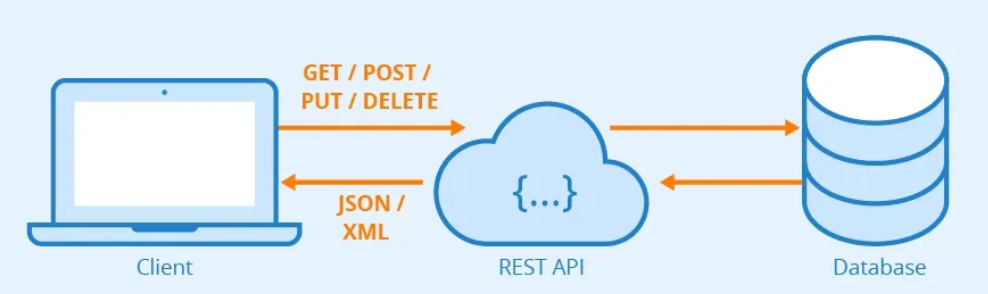 GET / POST /
PUT / DELETE
{...}
JSON /
XML
Client
REST API
Database